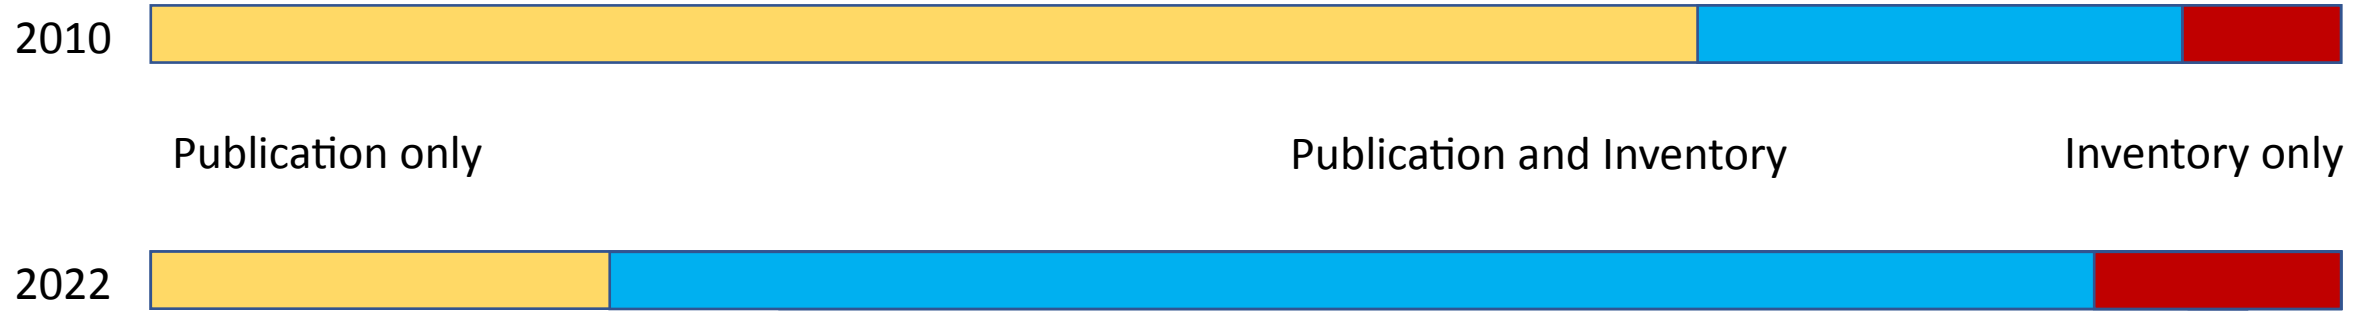 2010
Publication only
Publication and Inventory
Inventory only
2022